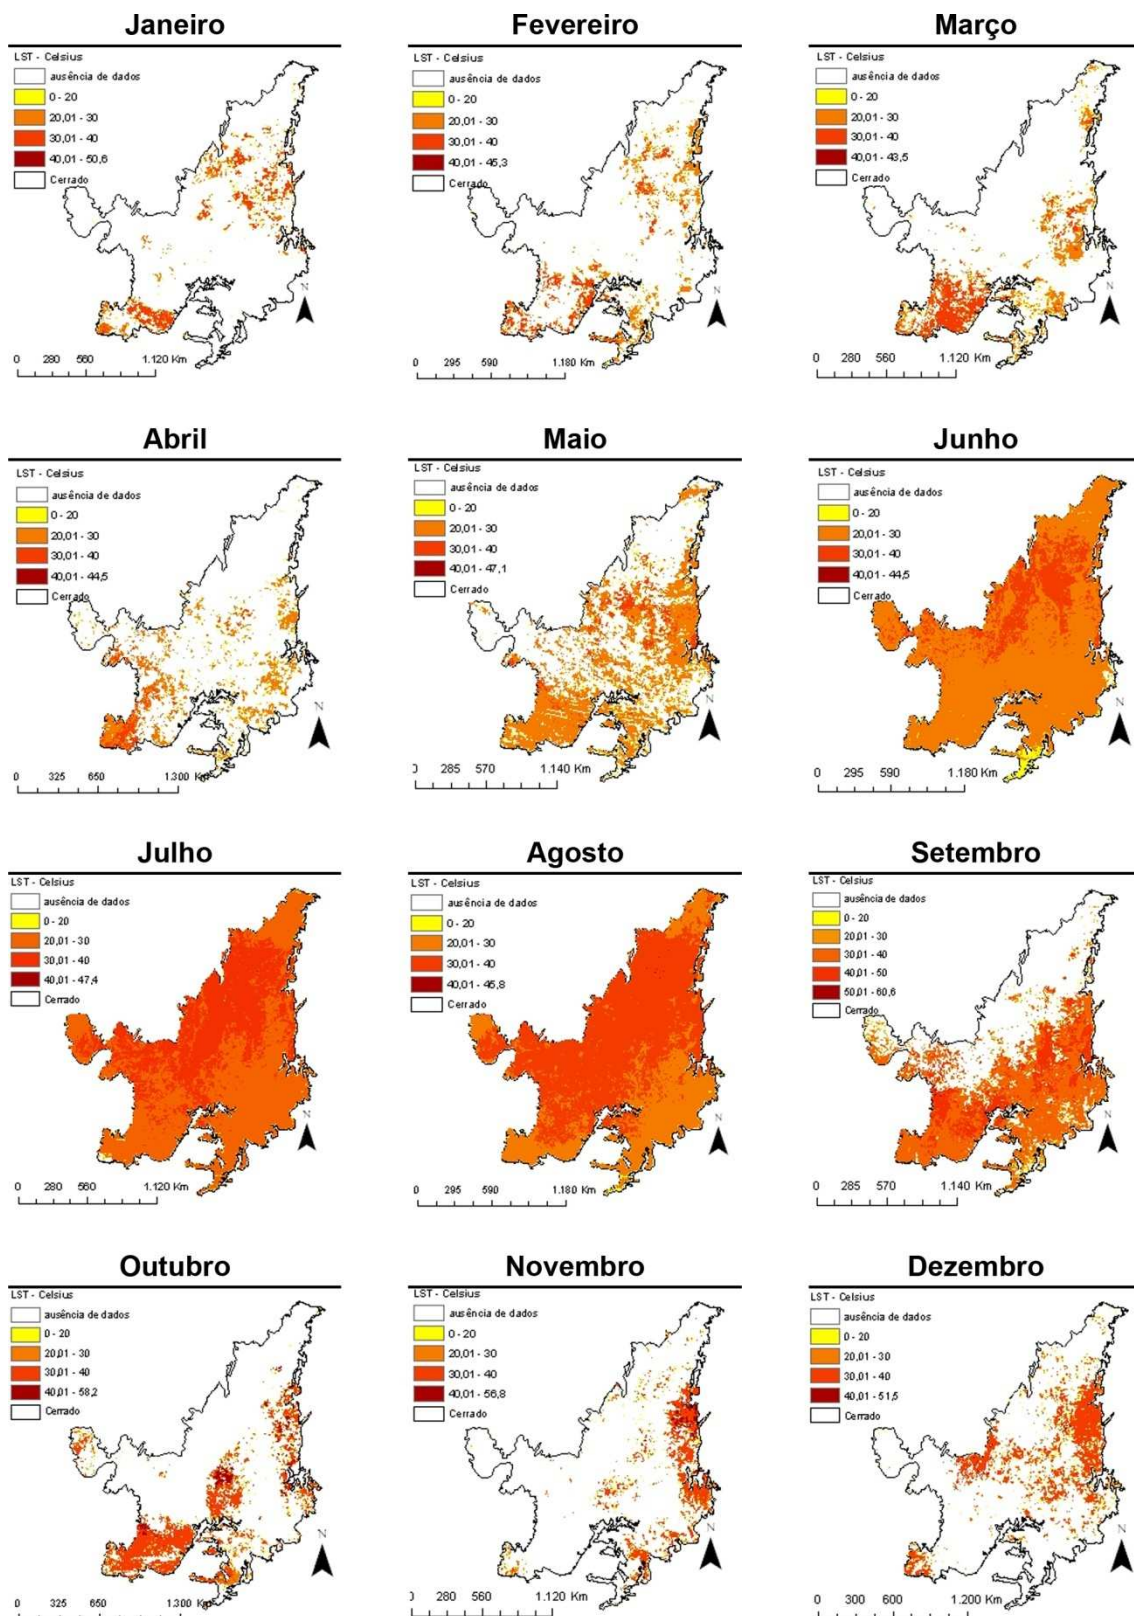 Janeiro
LST - Celsius
ausência de dados
0 - 20
20,01 - 30
30,01 - 40
40,01 - 50,6
Cerrado
N
0 280 560 1.120 Km
Fevereiro
LST - Celsius
ausência de dados
0 - 20
20,01 - 30
30,01 - 40
40,01 - 45,3
Cerrado
N
0 295 590 1.180 Km
Março
LST - Celsius
ausência de dados
0 - 20
20,01 - 30
30,01 - 40
40,01 - 43,5
Cerrado
N
0 280 560 1.120 Km
Abril
LST - Celsius
ausência de dados
0 - 20
20,01 - 30
30,01 - 40
40,01 - 44,5
Cerrado
N
0 325 650 1.300 Km
Maio
LST - Celsius
ausência de dados
0 - 20
20,01 - 30
30,01 - 40
40,01 - 47,1
Cerrado
N
0 285 570 1.140 Km
Junho
LST - Celsius
ausência de dados
0 - 20
20,01 - 30
30,01 - 40
40,01 - 44,5
Cerrado
N
0 295 590 1.180 Km
Julho
LST - Celsius
ausência de dados
0 - 20
20,01 - 30
30,01 - 40
40,01 - 47,4
Cerrado
N
0 280 560 1.120 Km
Agosto
LST - Celsius
ausência de dados
0 - 20
20,01 - 30
30,01 - 40
40,01 - 45,8
Cerrado
N
0 295 590 1.180 Km
Setembro
LST - Celsius
ausência de dados
0 - 20
20,01 - 30
30,01 - 40
40,01 - 50
50,01 - 60,6
Cerrado
N
0 285 570 1.140 Km
Outubro
LST - Celsius
ausência de dados
0 - 20
20,01 - 30
30,01 - 40
40,01 - 58,2
Cerrado
N
0 325 650 1.300 Km
Novembro
LST - Celsius
ausência de dados
0 - 20
20,01 - 30
30,01 - 40
40,01 - 56,8
Cerrado
N
0 280 560 1.120 Km
Dezembro
LST - Celsius
ausência de dados
0 - 20
20,01 - 30
30,01 - 40
40,01 - 51,5
Cerrado
N
0 300 600 1.200 Km